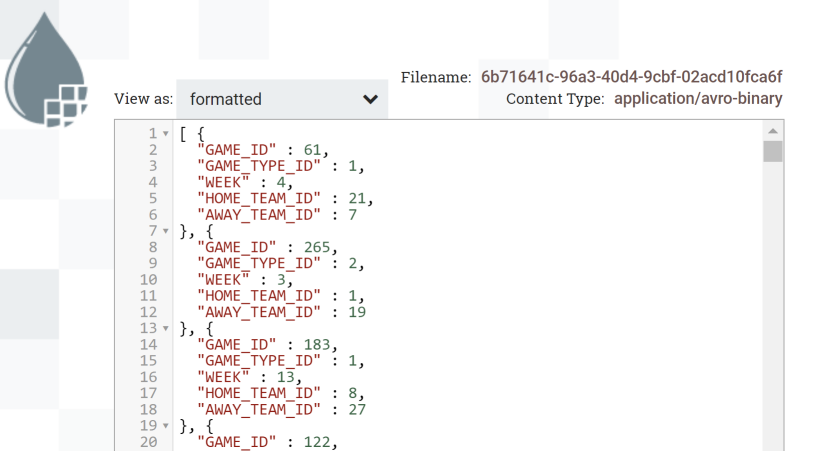 Filename: 6b71641c-96a3-40d4-9cbf-02acd10fca6f
View as: formatted
Content Type: application/avro-binary
1 [ {
2 "GAME_ID" : 61,
3 "GAME_TYPE_ID" : 1,
4 "WEEK" : 4,
5 "HOME_TEAM_ID" : 21,
6 "AWAY_TEAM_ID" : 7
7 }, {
8 "GAME_ID" : 265,
9 "GAME_TYPE_ID" : 2,
10 "WEEK" : 3,
11 "HOME_TEAM_ID" : 1,
12 "AWAY_TEAM_ID" : 19
13 }, {
14 "GAME_ID" : 183,
15 "GAME_TYPE_ID" : 1,
16 "WEEK" : 13,
17 "HOME_TEAM_ID" : 8,
18 "AWAY_TEAM_ID" : 27
19 }, {
20 "GAME_ID" : 122,